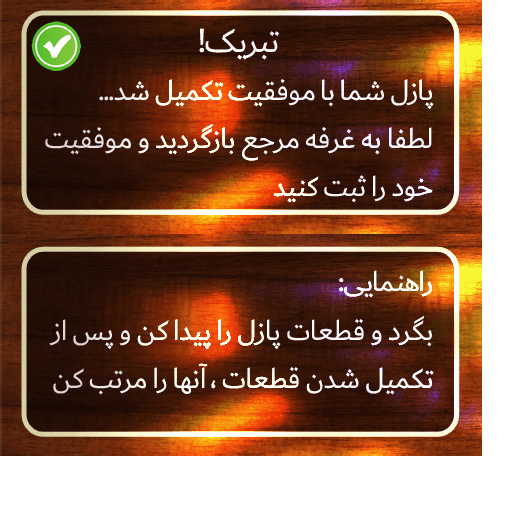 تبریک!
پازل شما با موفقیت تکمیل شد...
لطفا به غرفه مرجع بازگردید و موفقیت
خود را ثبت کنید
راهنمایی:
بگرد و قطعات پازل را پیدا کن و پس از
تکمیل شدن قطعات ، آنها را مرتب کن